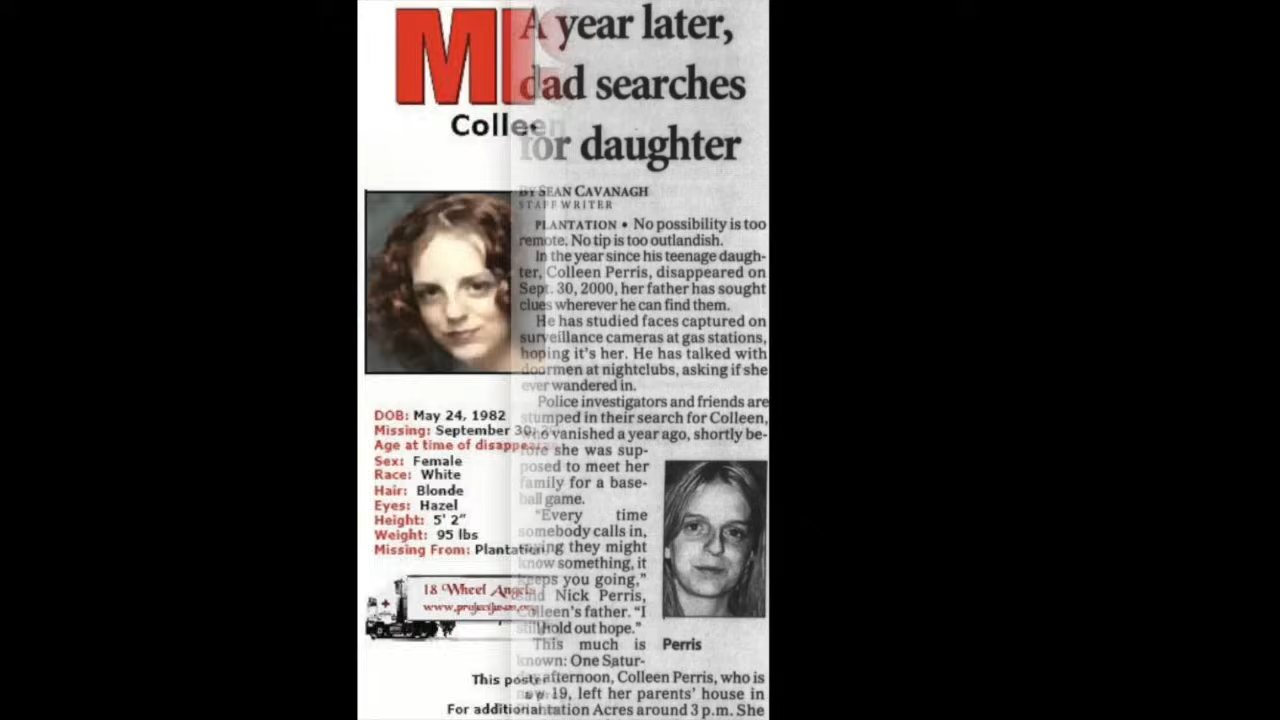 A year later,
dad searches
for daughter
BY SEAN CAVANAGH
STAFF WRITER
PLANTATION • No possibility is too
remote. No tip is too outlandish.
In the year since his teenage daugh-
ter, Colleen Perris, disappeared on
Sept. 30, 2000, her father has sought
clues wherever he can find them.
He has studied faces captured on
surveillance cameras at gas stations,
hoping it's her. He has talked with
doormen at nightclubs, asking if she
ever wandered in.
Police investigators and friends are
stumped in their search for Colleen,
who vanished a year ago, shortly be-
fore she was sup-
posed to meet her
family for a base-
ball game.
"Every time
somebody calls in,
saying they might
know something, it
keeps you going,"
said Nick Perris,
Colleen's father. "I
still hold out hope."
This much is
known: One Satur-
day afternoon, Colleen Perris, who is
now 19, left her parents' house in
Plantation Acres around 3 p.m. She
Perris
MIS
Colleen
DOB: May 24, 1982
Missing: September 30,
Age at time of disappearan
Sex: Female
Race: White
Hair: Blonde
Eyes: Hazel
Height: 5' 2"
Weight: 95 lbs
Missing From: Plantation,
18 Wheel Angels
This poster
For additional